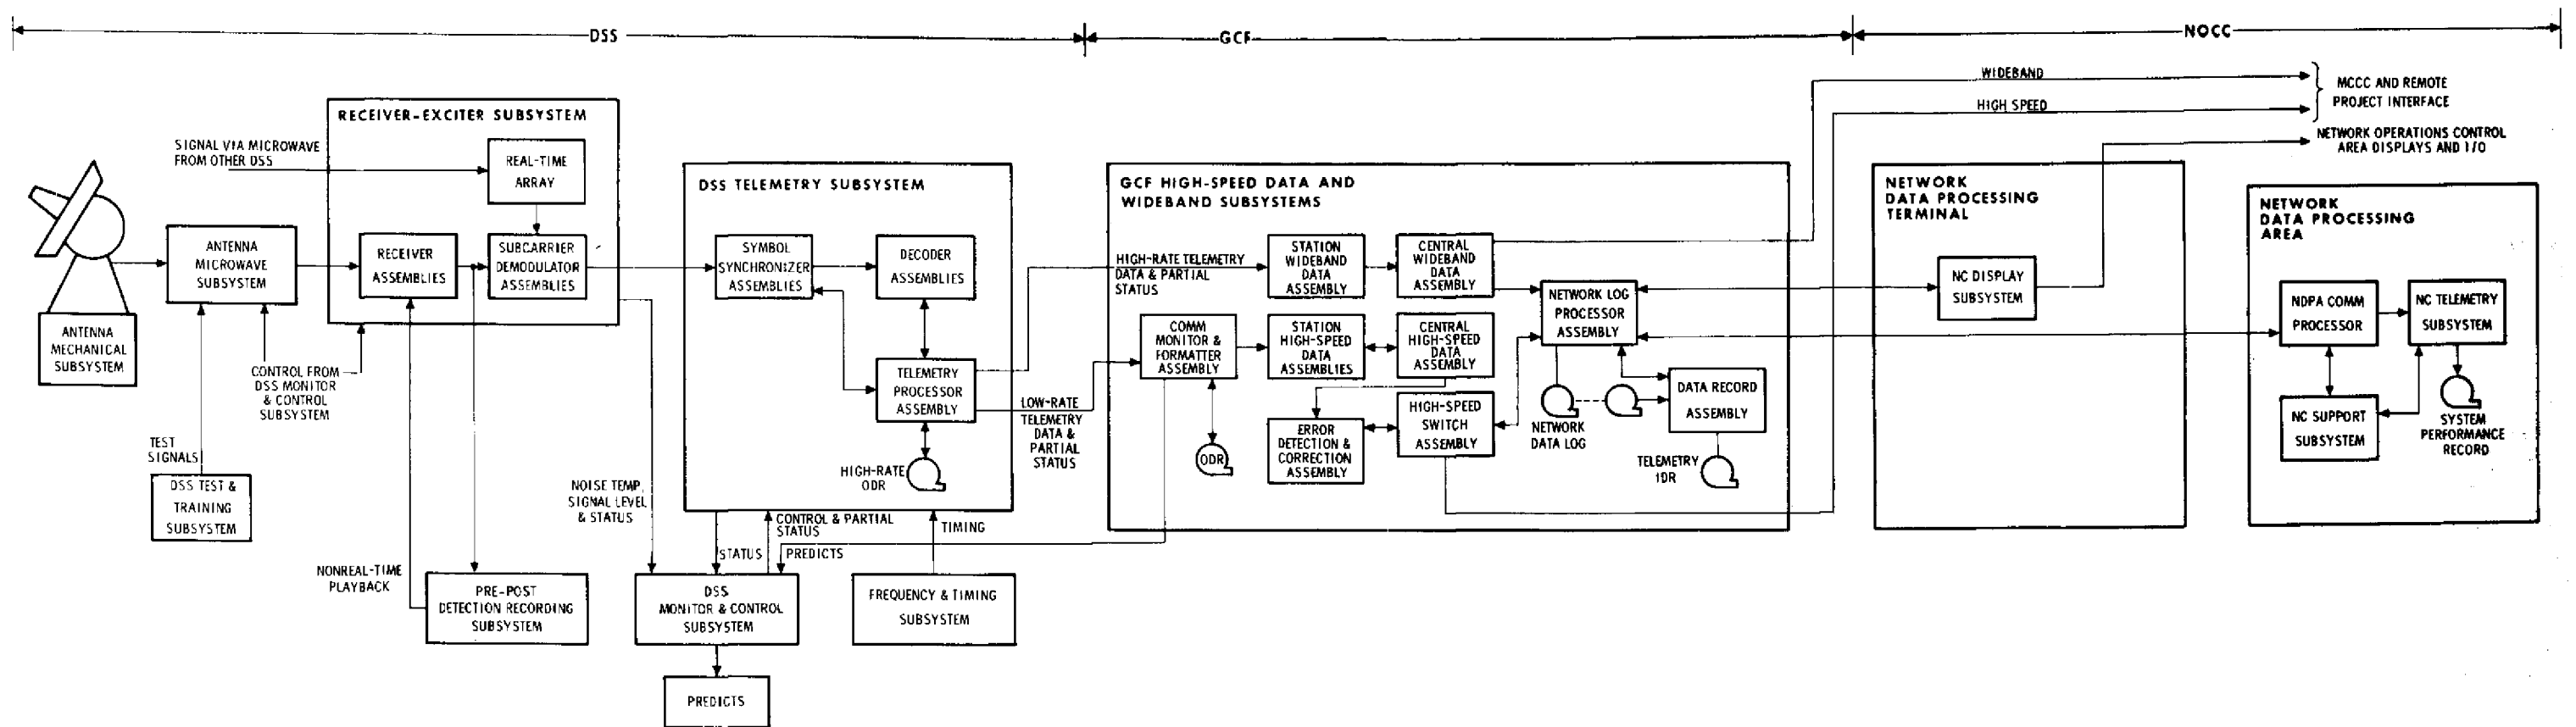 DSS
GCF
NOCC
WIDEBAND
HIGH SPEED
MCCC AND REMOTE
PROJECT INTERFACE
NETWORK OPERATIONS CONTROL
AREA DISPLAYS AND I/O
RECEIVER-EXCITER SUBSYSTEM
SIGNAL VIA MICROWAVE
FROM OTHER DSS
REAL-TIME
ARRAY
ANTENNA
MICROWAVE
SUBSYSTEM
RECEIVER
ASSEMBLIES
SUBCARRIER
DEMODULATOR
ASSEMBLIES
ANTENNA
MECHANICAL
SUBSYSTEM
CONTROL FROM
DSS MONITOR
& CONTROL
SUBSYSTEM
TEST
SIGNALS
DSS TEST &
TRAINING
SUBSYSTEM
NONREAL-TIME
PLAYBACK
PRE-POST
DETECTION RECORDING
SUBSYSTEM
DSS TELEMETRY SUBSYSTEM
SYMBOL
SYNCHRONIZER
ASSEMBLIES
DECODER
ASSEMBLIES
TELEMETRY
PROCESSOR
ASSEMBLY
HIGH-RATE
ODR
NOISE TEMP,
SIGNAL LEVEL
& STATUS
CONTROL & PARTIAL
STATUS
STATUS
PREDICTS
TIMING
DSS
MONITOR & CONTROL
SUBSYSTEM
FREQUENCY & TIMING
SUBSYSTEM
PREDICTS
GCF HIGH-SPEED DATA AND
WIDEBAND SUBSYSTEMS
HIGH-RATE TELEMETRY
DATA & PARTIAL
STATUS
LOW-RATE
TELEMETRY
DATA &
PARTIAL
STATUS
STATION
WIDEBAND
DATA
ASSEMBLY
CENTRAL
WIDEBAND
DATA
ASSEMBLY
COMM
MONITOR &
FORMATTER
ASSEMBLY
STATION
HIGH-SPEED
DATA
ASSEMBLIES
CENTRAL
HIGH-SPEED
DATA
ASSEMBLY
ODR
ERROR
DETECTION &
CORRECTION
ASSEMBLY
HIGH-SPEED
SWITCH
ASSEMBLY
NETWORK LOG
PROCESSOR
ASSEMBLY
NETWORK
DATA LOG
DATA RECORD
ASSEMBLY
TELEMETRY
IDR
NETWORK
DATA PROCESSING
TERMINAL
NC DISPLAY
SUBSYSTEM
NETWORK
DATA PROCESSING
AREA
NDPA COMM
PROCESSOR
NC TELEMETRY
SUBSYSTEM
NC SUPPORT
SUBSYSTEM
SYSTEM
PERFORMANCE
RECORD